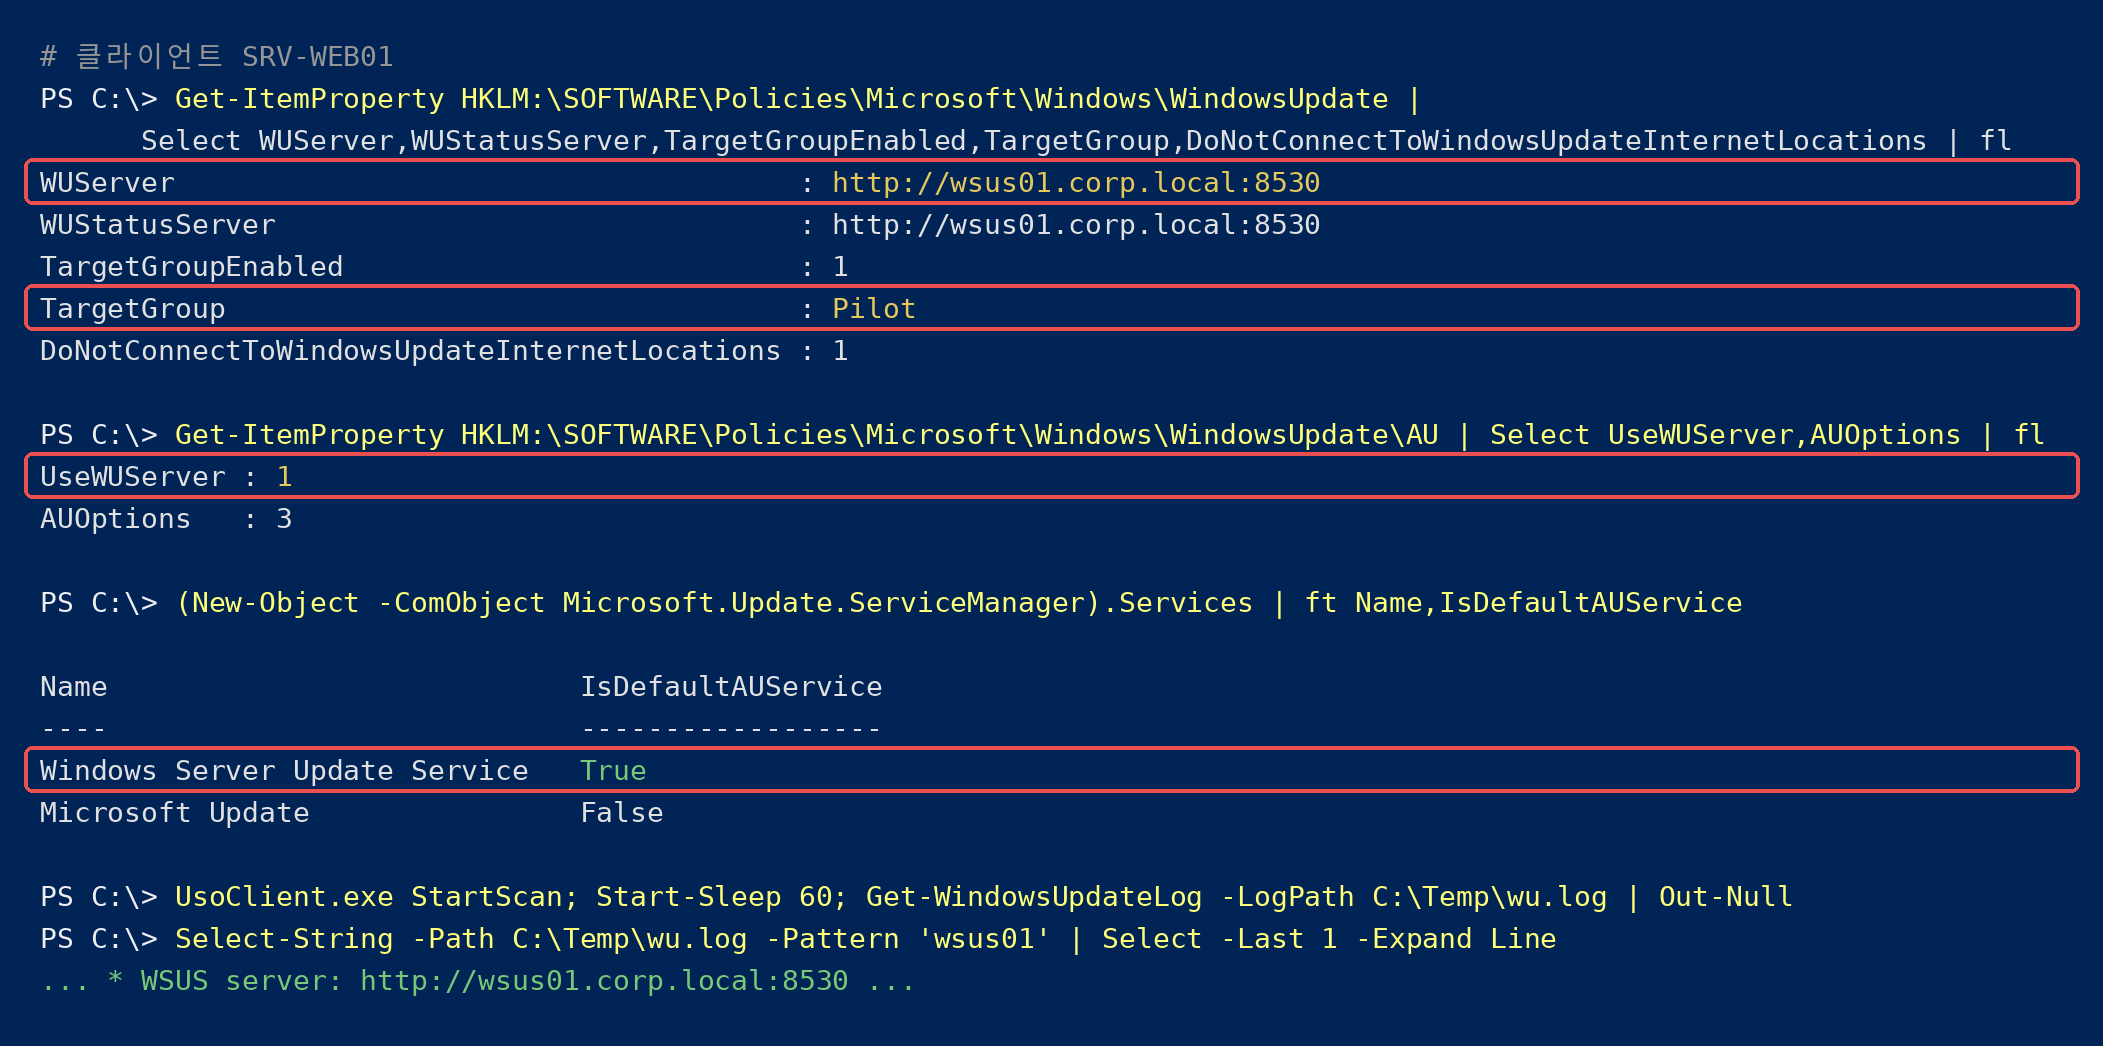 # 클라이언트 SRV-WEB01
PS C:\> Get-ItemProperty HKLM:\SOFTWARE\Policies\Microsoft\Windows\WindowsUpdate |
      Select WUServer,WUStatusServer,TargetGroupEnabled,TargetGroup,DoNotConnectToWindowsUpdateInternetLocations | fl
WUServer                                     : http://wsus01.corp.local:8530
WUStatusServer                               : http://wsus01.corp.local:8530
TargetGroupEnabled                           : 1
TargetGroup                                  : Pilot
DoNotConnectToWindowsUpdateInternetLocations : 1
PS C:\> Get-ItemProperty HKLM:\SOFTWARE\Policies\Microsoft\Windows\WindowsUpdate\AU | Select UseWUServer,AUOptions | fl
UseWUServer : 1
AUOptions   : 3
PS C:\> (New-Object -ComObject Microsoft.Update.ServiceManager).Services | ft Name,IsDefaultAUService
Name                            IsDefaultAUService
----                            ------------------
Windows Server Update Service   True
Microsoft Update                False
PS C:\> UsoClient.exe StartScan; Start-Sleep 60; Get-WindowsUpdateLog -LogPath C:\Temp\wu.log | Out-Null
PS C:\> Select-String -Path C:\Temp\wu.log -Pattern 'wsus01' | Select -Last 1 -Expand Line
... * WSUS server: http://wsus01.corp.local:8530 ...